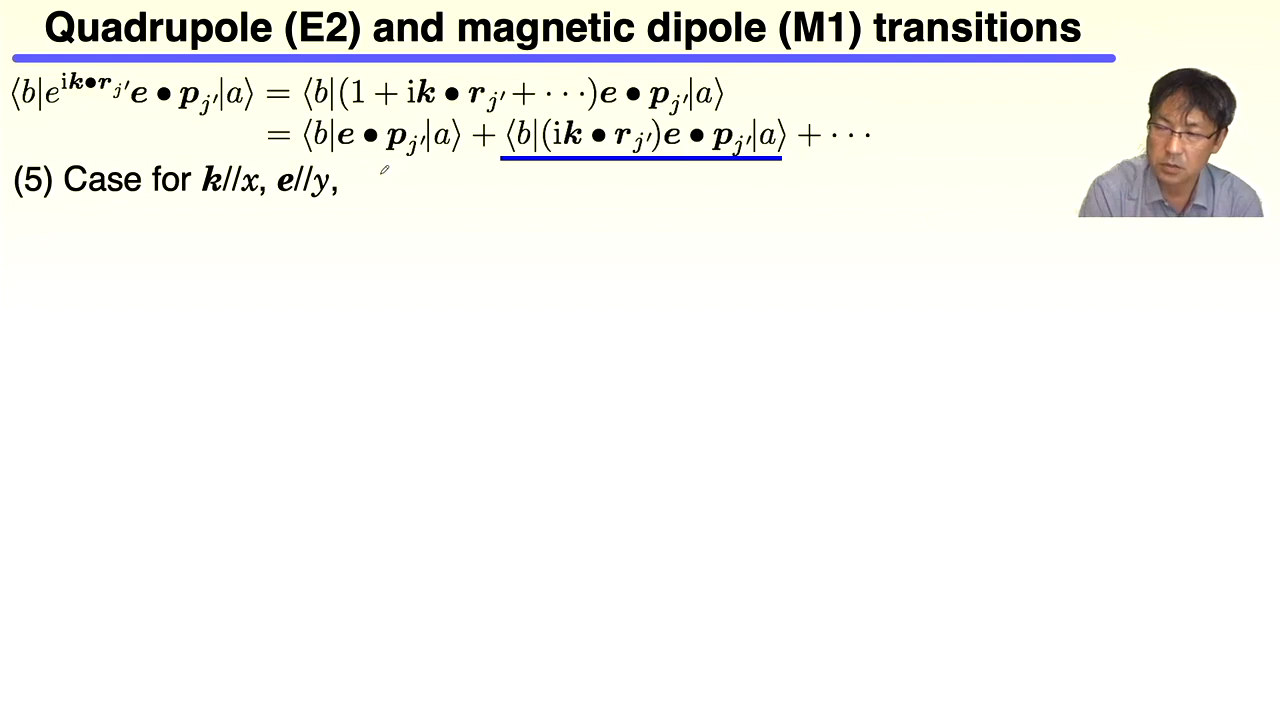 Quadrupole (E2) and magnetic dipole (M1) transitions
⟨b|e^{i𝒌•𝒓_{j′}} 𝒆 • 𝒑_{j′}|a⟩ = ⟨b|(1 + i𝒌 • 𝒓_{j′} + ···)𝒆 • 𝒑_{j′}|a⟩
= ⟨b|𝒆 • 𝒑_{j′}|a⟩ + ⟨b|(i𝒌 • 𝒓_{j′})𝒆 • 𝒑_{j′}|a⟩ + ···
(5) Case for 𝒌//x, 𝒆//y,